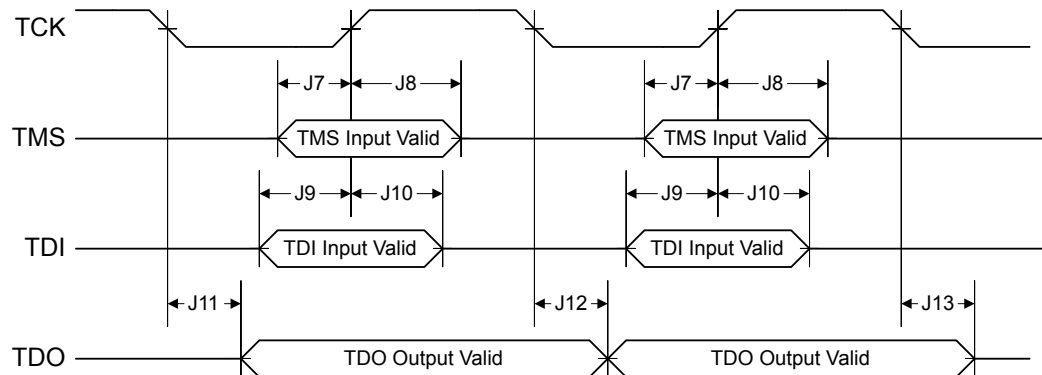 TCK
J7 J8 J7 J8
TMS TMS Input Valid TMS Input Valid
J9 J10 J9 J10
TDI TDI Input Valid TDI Input Valid
J11 J12 J13
TDO TDO Output Valid TDO Output Valid